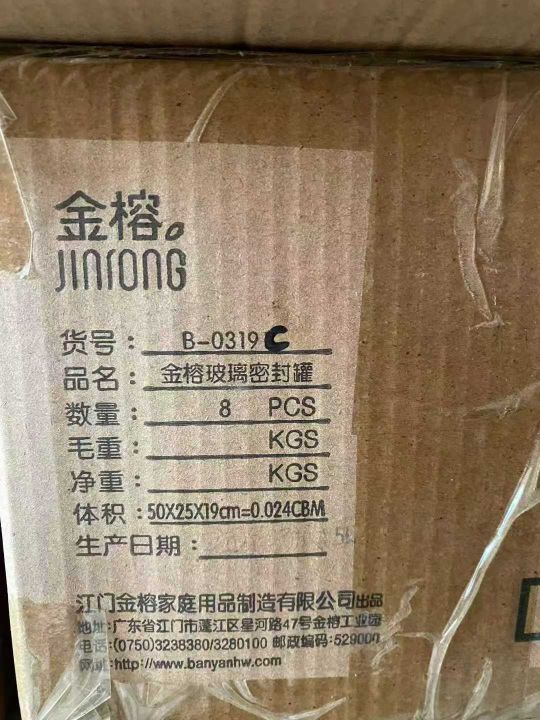 金榕
JINRONG
货号：B-0319C
品名：金榕玻璃密封罐
数量：8 PCS
毛重：KGS
净重：KGS
体积：50X25X19cm=0.024CBM
生产日期：
江门金榕家庭用品制造有限公司出品
地址:广东省江门市蓬江区星河路47号金榕工业园
电话:(0750)3238380/3280100 邮政编码:529000
网址:http://www.banyanhw.com